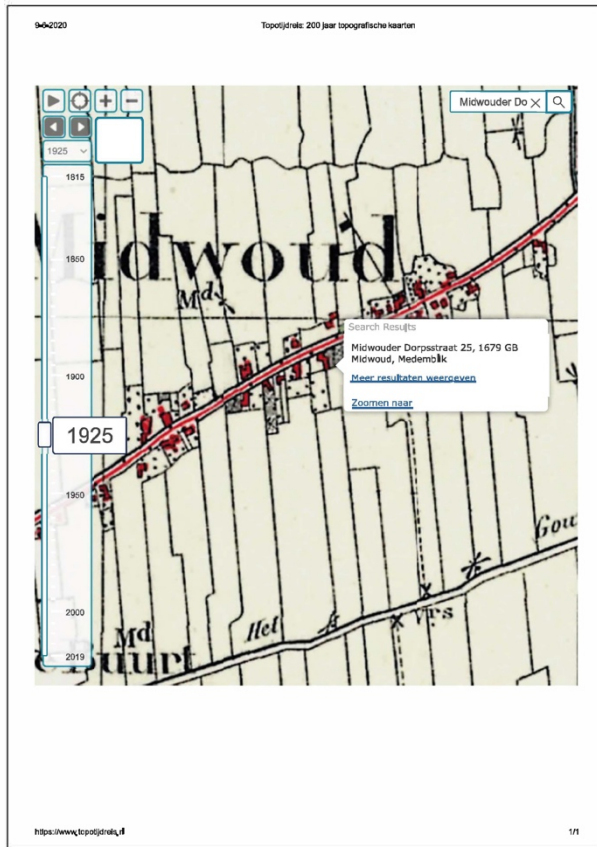 9-6-2020
Topotijdreis: 200 jaar topografische kaarten
Midwouder Do
1925
1815
1850
1900
1925
1950
2000
2019
Midwoud
Md
Search Results
Midwouder Dorpsstraat 25, 1679 GB
Midwoud, Medemblik
Meer resultaten weergeven
Zoomen naar
Gouw
Vrs
Het
Md
Buurt
https://www.topotijdreis.nl
1/1